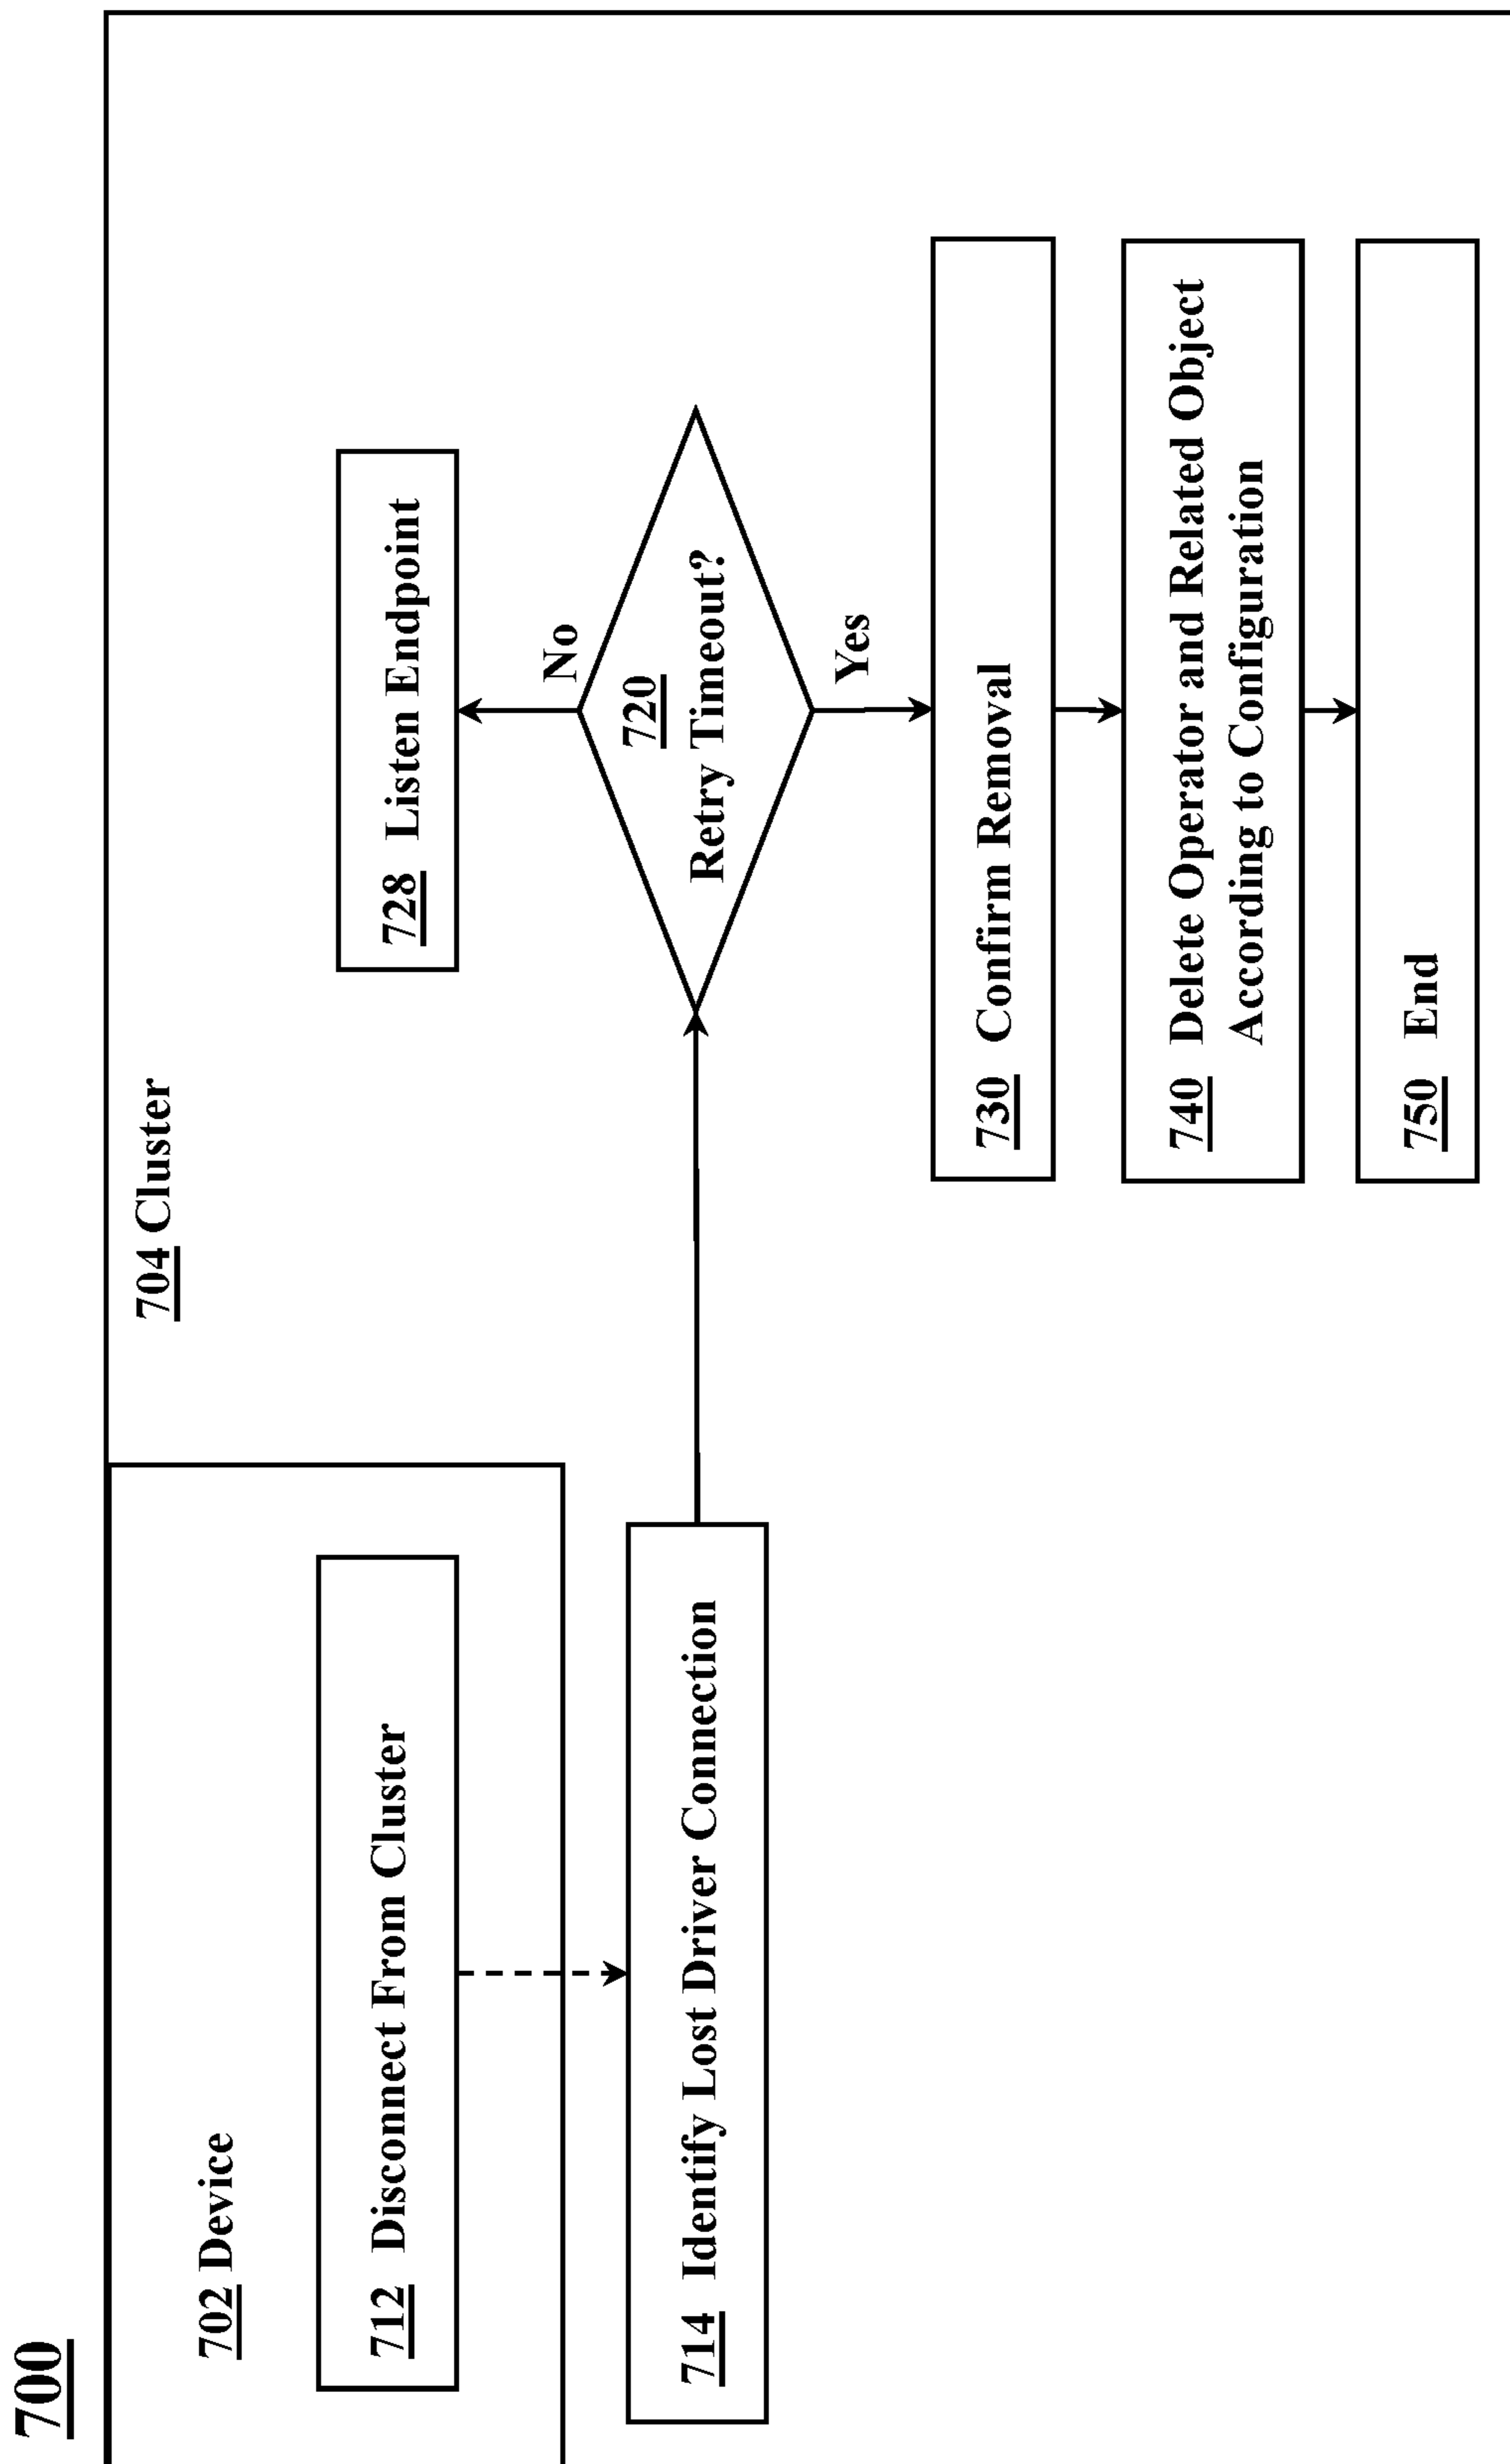 700
702 Device
704 Cluster
712 Disconnect From Cluster
714 Identify Lost Driver Connection
728 Listen Endpoint
No
720
Retry Timeout?
Yes
730 Confirm Removal
740 Delete Operator and Related Object
According to Configuration
750 End